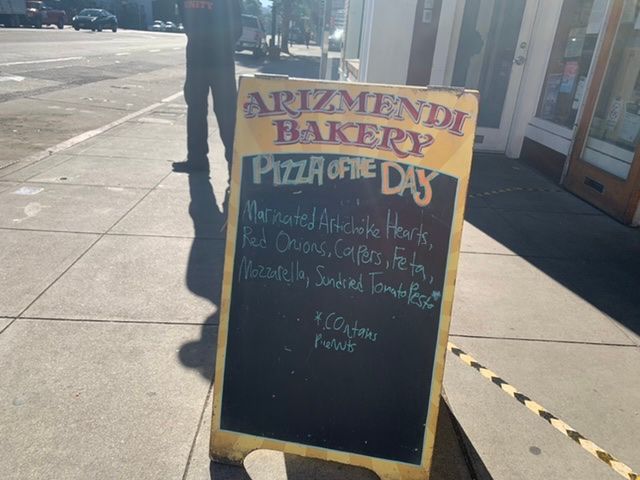 NITY
ARIZMENDI
BAKERY
PIZZA OF THE DAY
Marinated Artichoke Hearts,
Red Onions, Capers, Feta,
Mozzarella, Sundried Tomato Pesto*
*Contains
Pinenuts